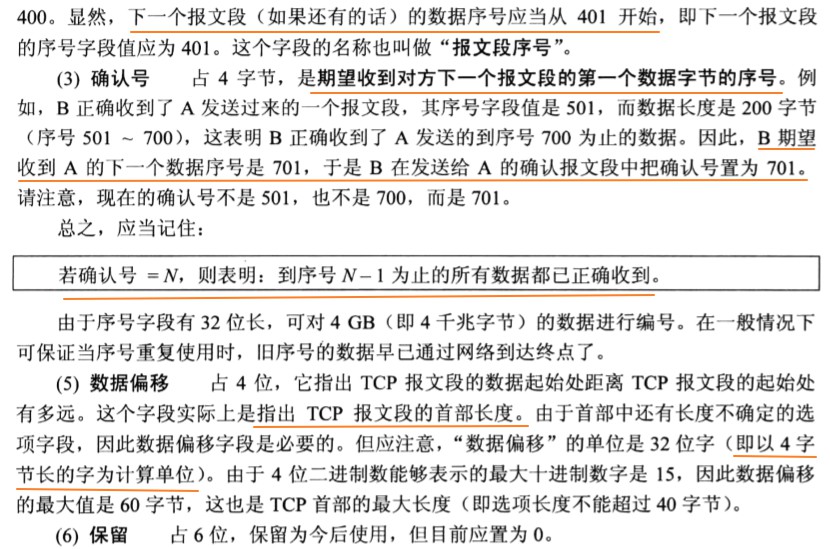 400。显然，下一个报文段（如果还有的话）的数据序号应当从 401 开始，即下一个报文段
的序号字段值应为 401。这个字段的名称也叫做“报文段序号”。
(3) 确认号 占 4 字节，是期望收到对方下一个报文段的第一个数据字节的序号。例
如，B 正确收到了 A 发送过来的一个报文段，其序号字段值是 501，而数据长度是 200 字节
（序号 501 ~ 700），这表明 B 正确收到了 A 发送的到序号 700 为止的数据。因此，B 期望
收到 A 的下一个数据序号是 701，于是 B 在发送给 A 的确认报文段中把确认号置为 701。
请注意，现在的确认号不是 501，也不是 700，而是 701。
总之，应当记住：
若确认号 = N，则表明：到序号 N – 1 为止的所有数据都已正确收到。
由于序号字段有 32 位长，可对 4 GB（即 4 千兆字节）的数据进行编号。在一般情况下
可保证当序号重复使用时，旧序号的数据早已通过网络到达终点了。
(5) 数据偏移 占 4 位，它指出 TCP 报文段的数据起始处距离 TCP 报文段的起始处
有多远。这个字段实际上是指出 TCP 报文段的首部长度。由于首部中还有长度不确定的选
项字段，因此数据偏移字段是必要的。但应注意，“数据偏移”的单位是 32 位字（即以 4 字
节长的字为计算单位）。由于 4 位二进制数能够表示的最大十进制数字是 15，因此数据偏移
的最大值是 60 字节，这也是 TCP 首部的最大长度（即选项长度不能超过 40 字节）。
(6) 保留 占 6 位，保留为今后使用，但目前应置为 0。